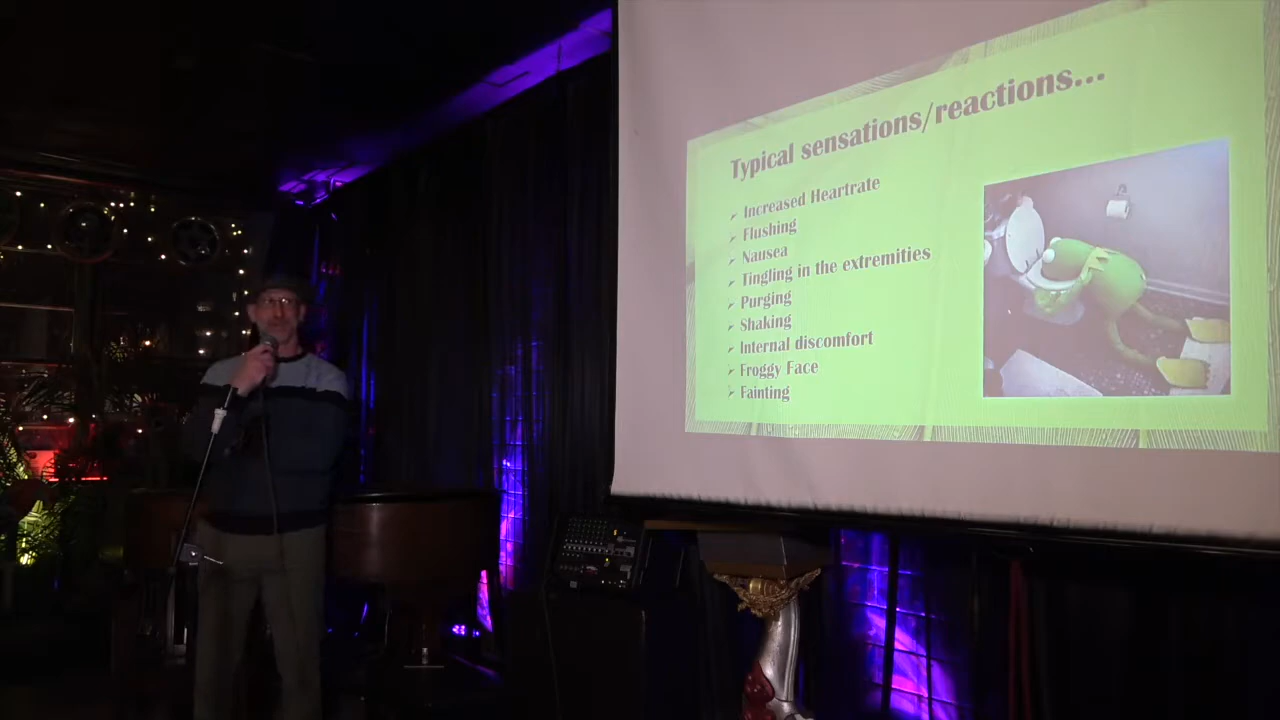 Typical sensations/reactions...
Increased Heartrate
Flushing
Nausea
Tingling in the extremities
Purging
Shaking
Internal discomfort
Froggy Face
Fainting